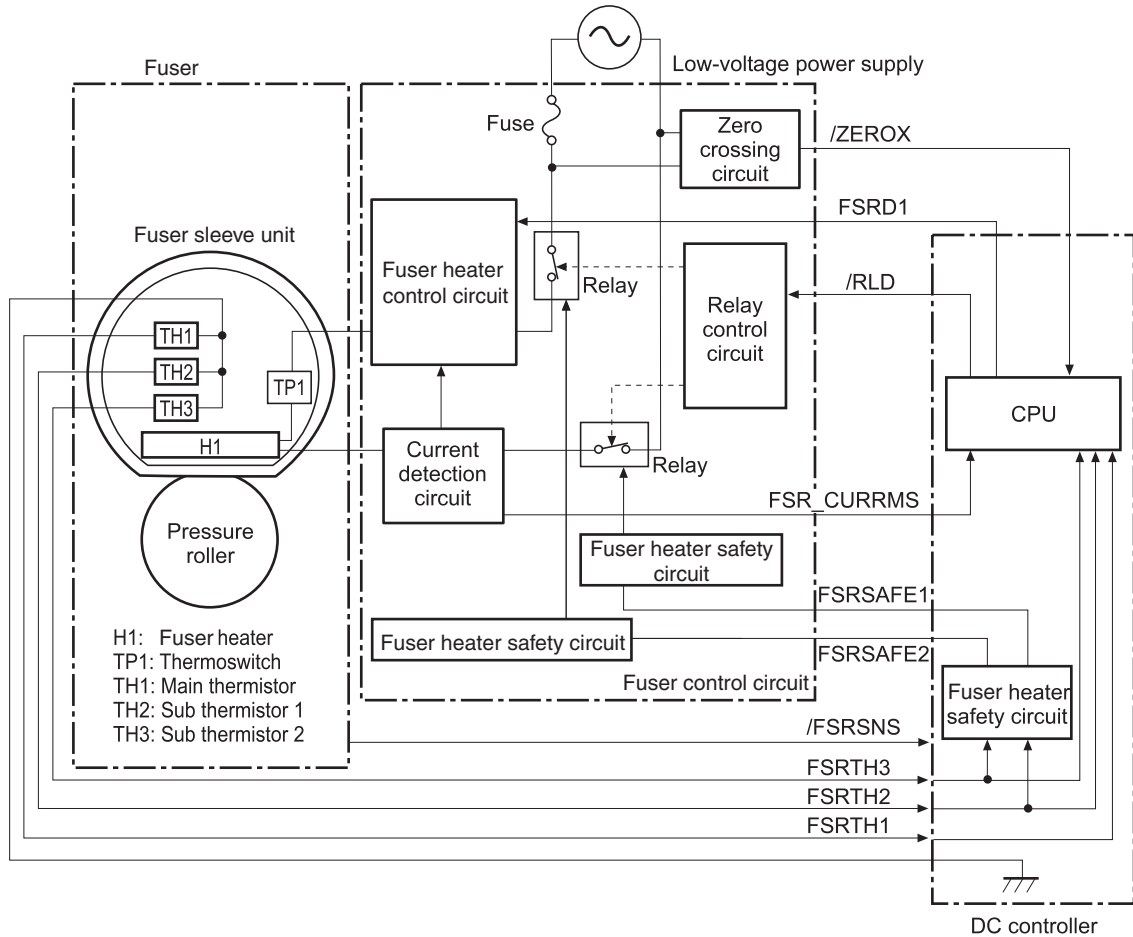 Fuser
Low-voltage power supply
Fuse
Zero
crossing
circuit
/ZEROX
FSRD1
Fuser sleeve unit
Fuser heater
control circuit
Relay
Relay
control
circuit
/RLD
TH1
TH2
TH3
TP1
H1
CPU
Current
detection
circuit
Relay
FSR_CURRMS
Pressure
roller
Fuser heater safety
circuit
FSRSAFE1
Fuser heater safety circuit
FSRSAFE2
Fuser control circuit
Fuser heater
safety circuit
H1: Fuser heater
TP1: Thermoswitch
TH1: Main thermistor
TH2: Sub thermistor 1
TH3: Sub thermistor 2
/FSRSNS
FSRTH3
FSRTH2
FSRTH1
DC controller